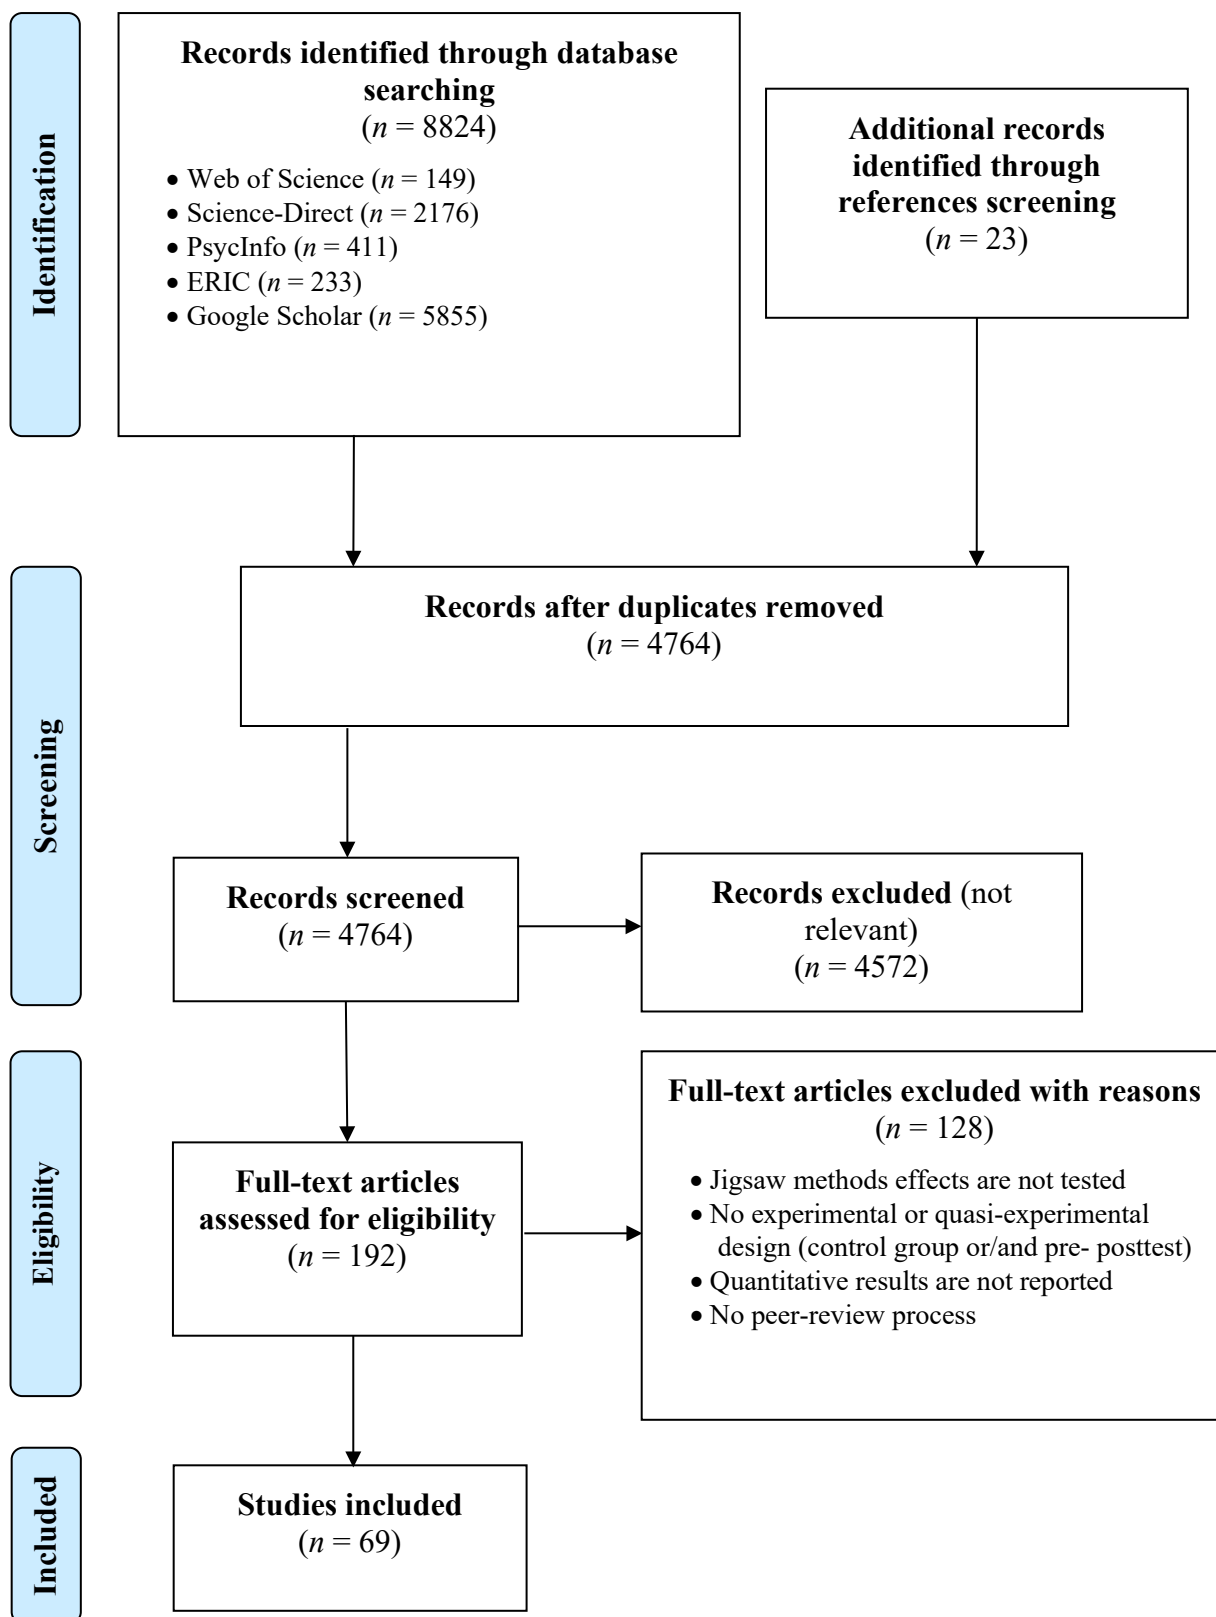 Identification
Records identified through database
searching
(n = 8824)
• Web of Science (n = 149)
• Science-Direct (n = 2176)
• PsycInfo (n = 411)
• ERIC (n = 233)
• Google Scholar (n = 5855)
Additional records
identified through
references screening
(n = 23)
Screening
Records after duplicates removed
(n = 4764)
Records screened
(n = 4764)
Records excluded (not
relevant)
(n = 4572)
Eligibility
Full-text articles
assessed for eligibility
(n = 192)
Full-text articles excluded with reasons
(n = 128)
• Jigsaw methods effects are not tested
• No experimental or quasi-experimental
design (control group or/and pre- posttest)
• Quantitative results are not reported
• No peer-review process
Included
Studies included
(n = 69)